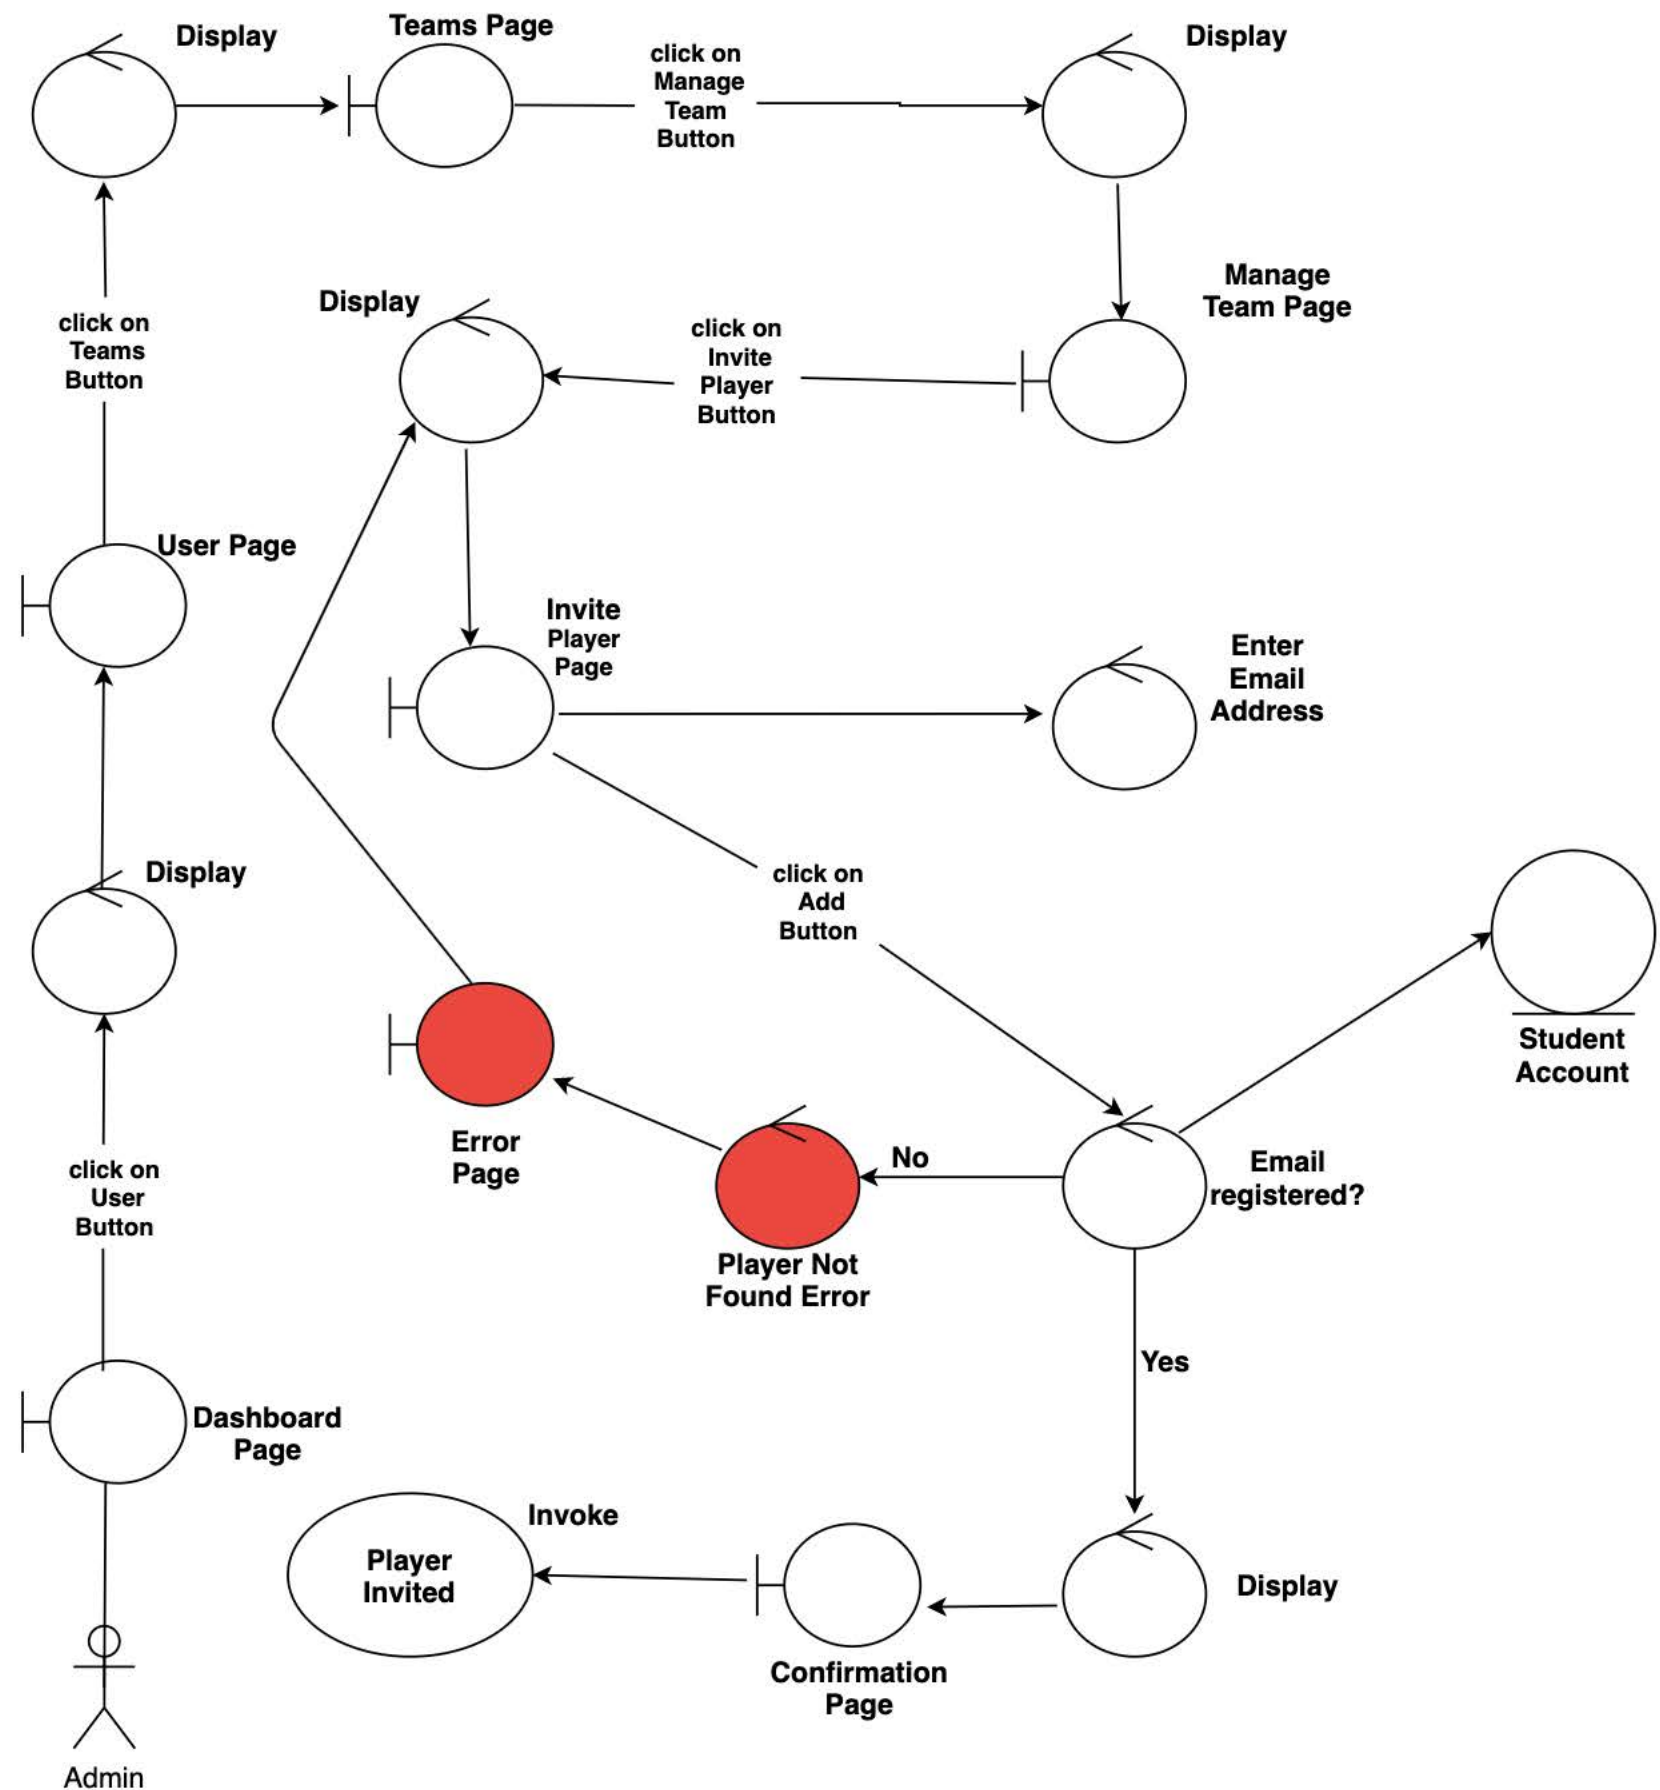 Display
Teams Page
click on
Manage
Team
Button
Display
click on
Teams
Button
Display
click on
Invite
Player
Button
Manage
Team Page
User Page
Invite
Player
Page
Enter
Email
Address
Display
click on
Add
Button
Student
Account
click on
User
Button
Error
Page
No
Email
registered?
Player Not
Found Error
Yes
Dashboard
Page
Invoke
Player
Invited
Display
Confirmation
Page
Admin